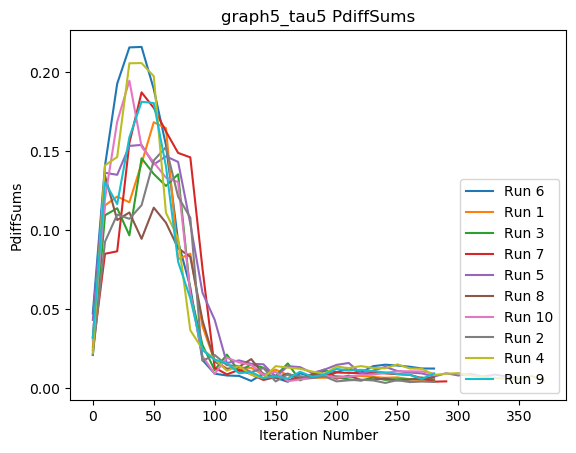 graph5_tau5 PdiffSums
PdiffSums
0.20
0.15
0.10
0.05
0.00
Run 6
Run 1
Run 3
Run 7
Run 5
Run 8
Run 10
Run 2
Run 4
Run 9
0 50 100 150 200 250 300 350
Iteration Number